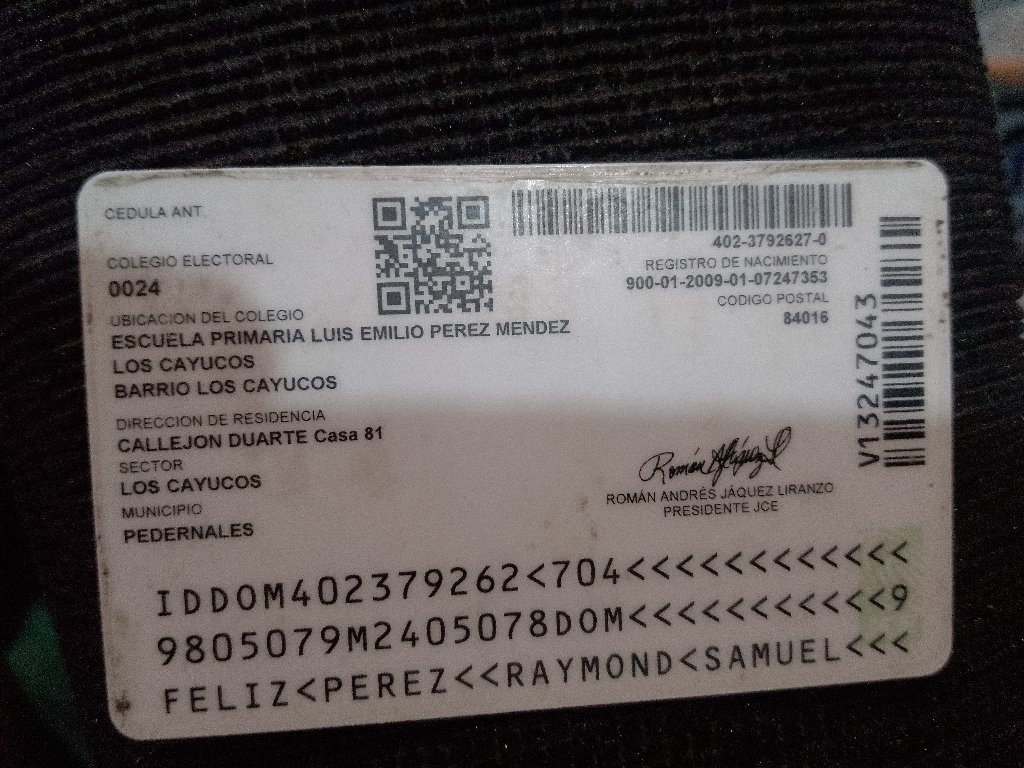 CEDULA ANT.
COLEGIO ELECTORAL
0024
UBICACION DEL COLEGIO
ESCUELA PRIMARIA LUIS EMILIO PEREZ MENDEZ
LOS CAYUCOS
BARRIO LOS CAYUCOS
DIRECCION DE RESIDENCIA
CALLEJON DUARTE Casa 81
SECTOR
LOS CAYUCOS
MUNICIPIO
PEDERNALES
402-3792627-0
REGISTRO DE NACIMIENTO
900-01-2009-01-07247353
CODIGO POSTAL
84016
V13247043
ROMÁN ANDRÉS JÁQUEZ LIRANZO
PRESIDENTE JCE
IDDOM402379262<704<<<<<<<<<<<<
9805079M2405078DOM<<<<<<<<<<<9
FELIZ<PEREZ<<RAYMOND<SAMUEL<<<